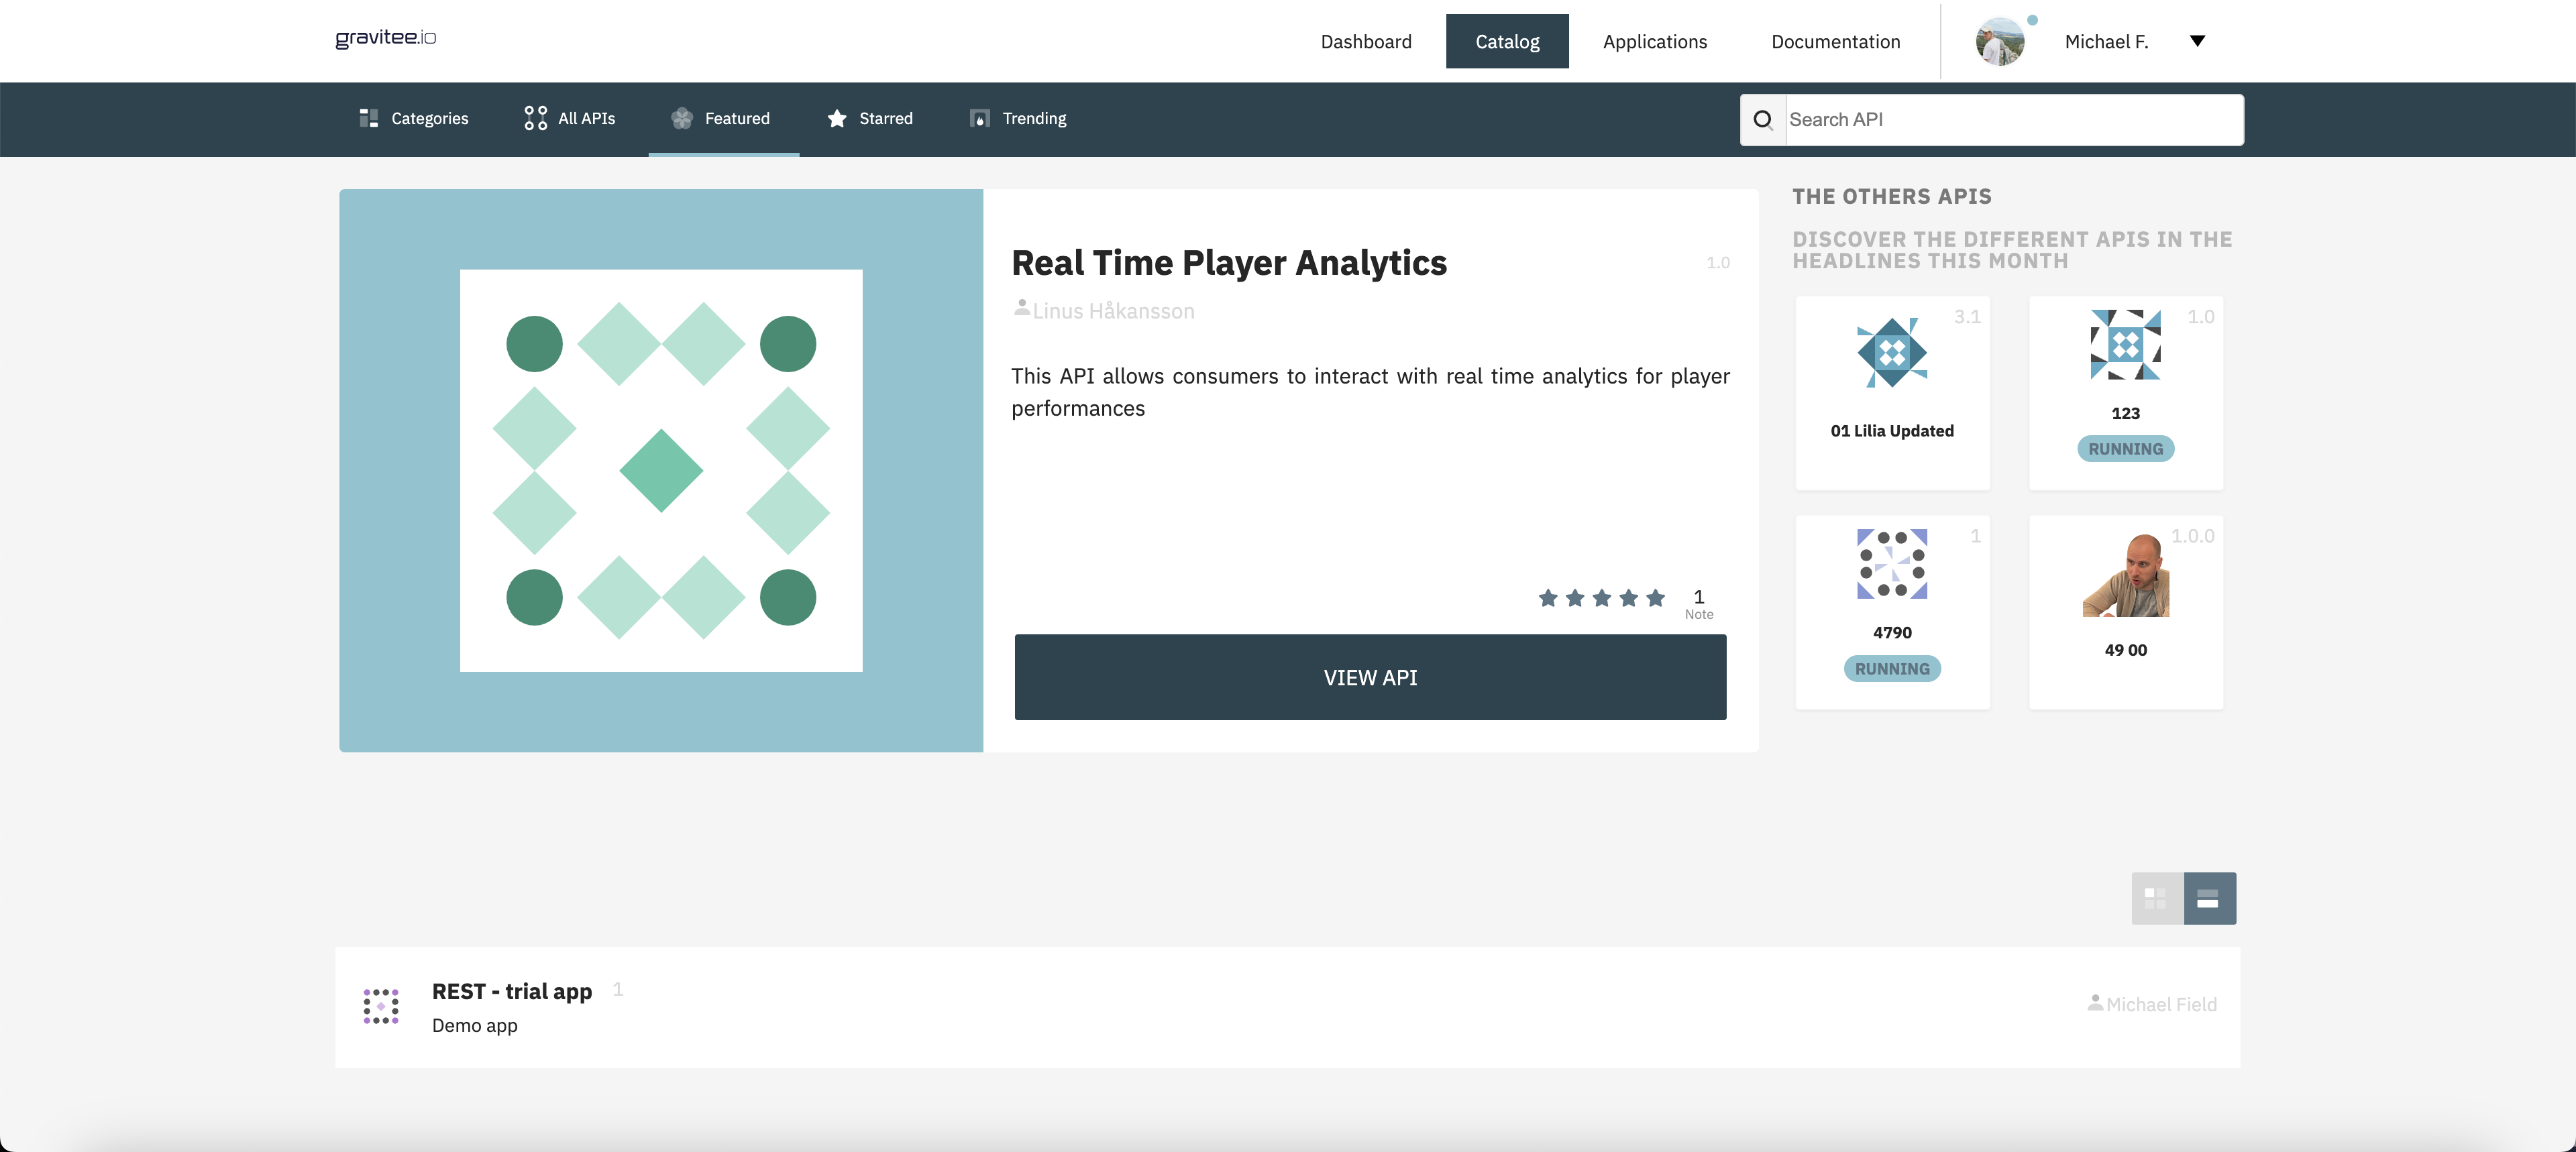 gravitee.io
Dashboard
Catalog
Applications
Documentation
Michael F.
Categories
All APIs
Featured
Starred
Trending
Search API
Real Time Player Analytics
1.0
Linus Håkansson
This API allows consumers to interact with real time analytics for player
performances
1
Note
VIEW API
THE OTHERS APIS
DISCOVER THE DIFFERENT APIS IN THE
HEADLINES THIS MONTH
3.1
01 Lilia Updated
1.0
123
RUNNING
1
4790
RUNNING
1.0.0
49 00
REST - trial app 1
Demo app
Michael Field